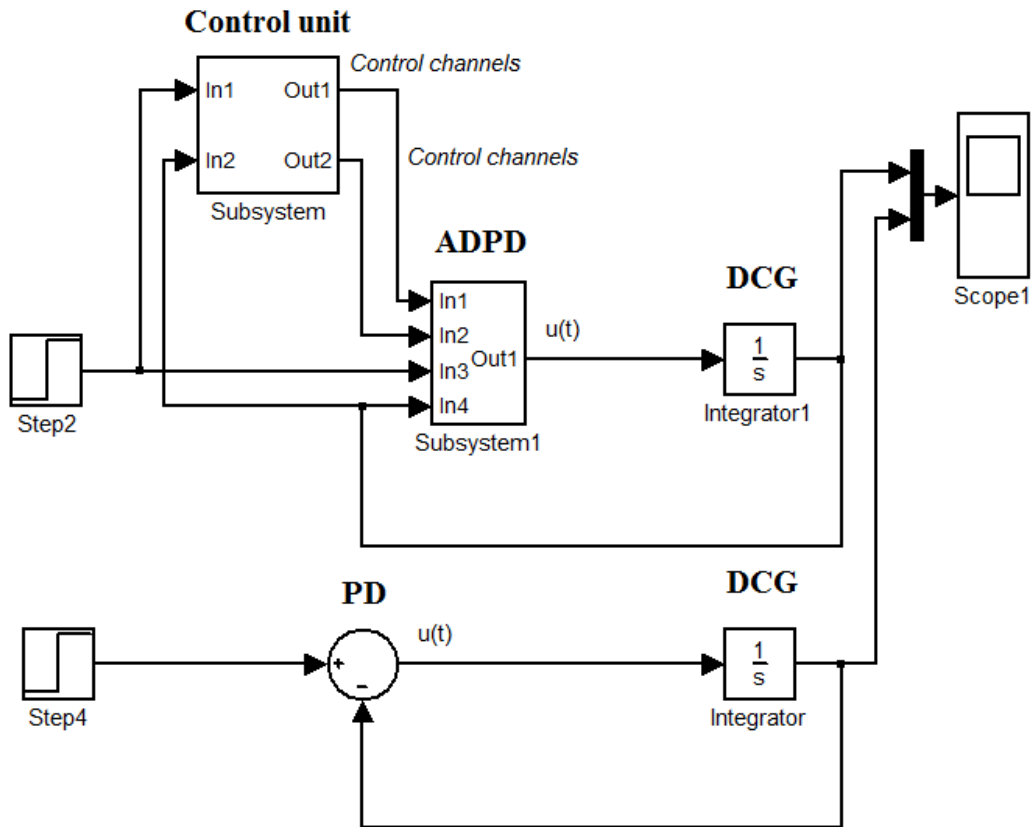 Control unit
Control channels
In1
Out1
In2
Out2
Control channels
Subsystem
ADPD
DCG
Scope1
In1
In2
In3
In4
Out1
u(t)
1
s
Step2
Subsystem1
Integrator1
PD
DCG
u(t)
+
−
1
s
Step4
Integrator